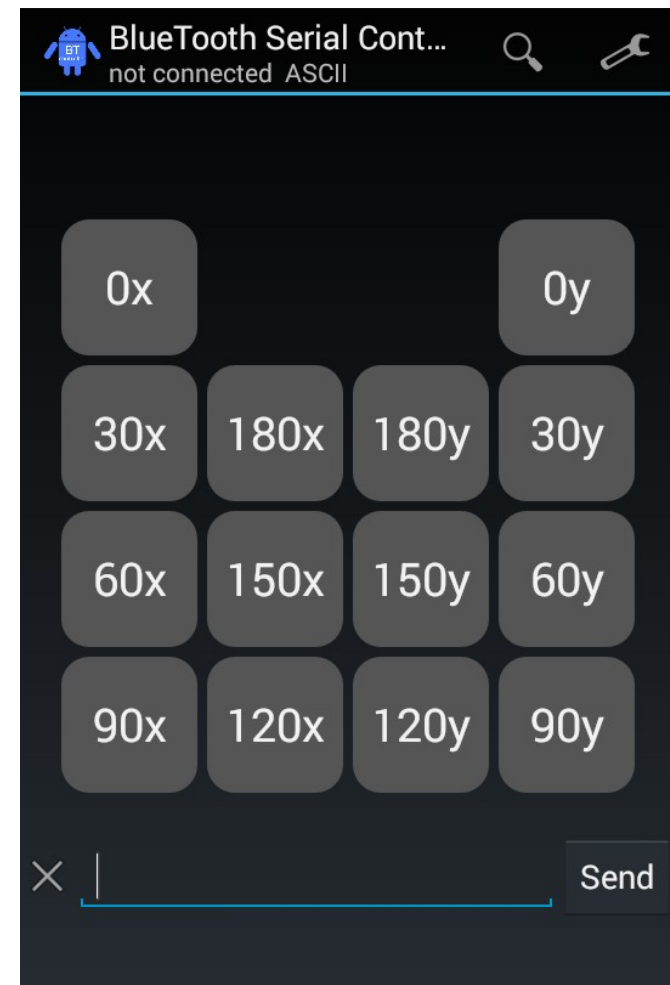 BlueTooth Serial Cont...
not connected ASCII
0x 0y
30x 180x 180y 30y
60x 150x 150y 60y
90x 120x 120y 90y
Send